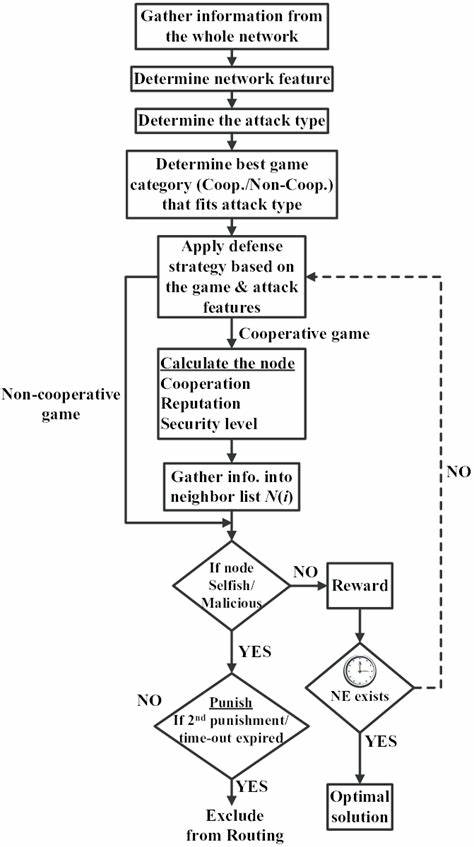 Gather information from
the whole network
Determine network feature
Determine the attack type
Determine best game
category (Coop./Non-Coop.)
that fits attack type
Apply defense
strategy based on
the game & attack
features
Cooperative game
Non-cooperative
game
Calculate the node
Cooperation
Reputation
Security level
Gather info. into
neighbor list N(i)
NO
If node
Selfish/
Malicious
NO
Reward
YES
NE exists
NO
Punish
If 2nd punishment/
time-out expired
YES
YES
Optimal
solution
Exclude
from Routing